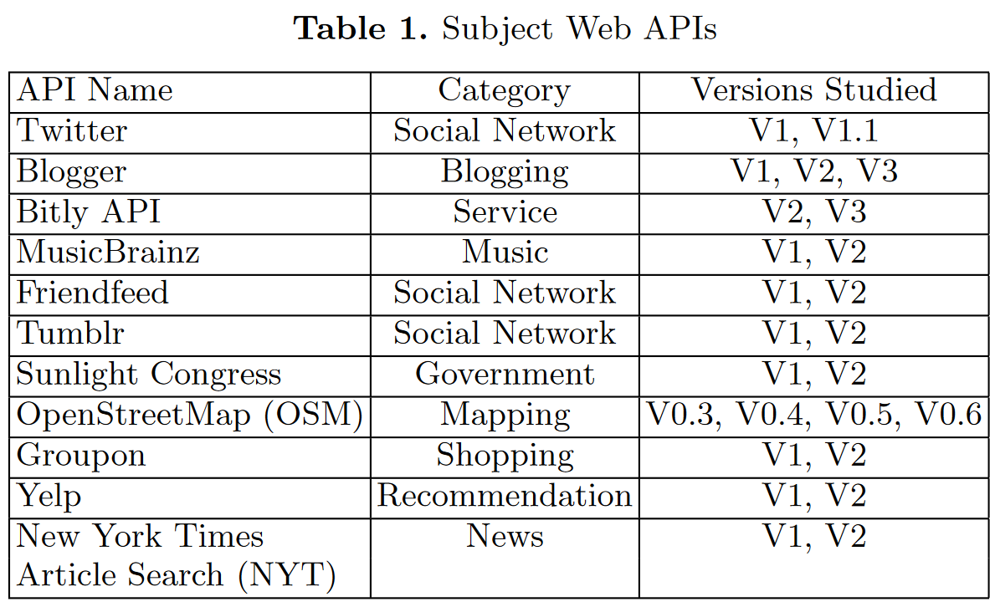 Table 1. Subject Web APIs
API Name Category Versions Studied
Twitter Social Network V1, V1.1
Blogger Blogging V1, V2, V3
Bitly API Service V2, V3
MusicBrainz Music V1, V2
Friendfeed Social Network V1, V2
Tumblr Social Network V1, V2
Sunlight Congress Government V1, V2
OpenStreetMap (OSM) Mapping V0.3, V0.4, V0.5, V0.6
Groupon Shopping V1, V2
Yelp Recommendation V1, V2
New York Times News V1, V2
Article Search (NYT)